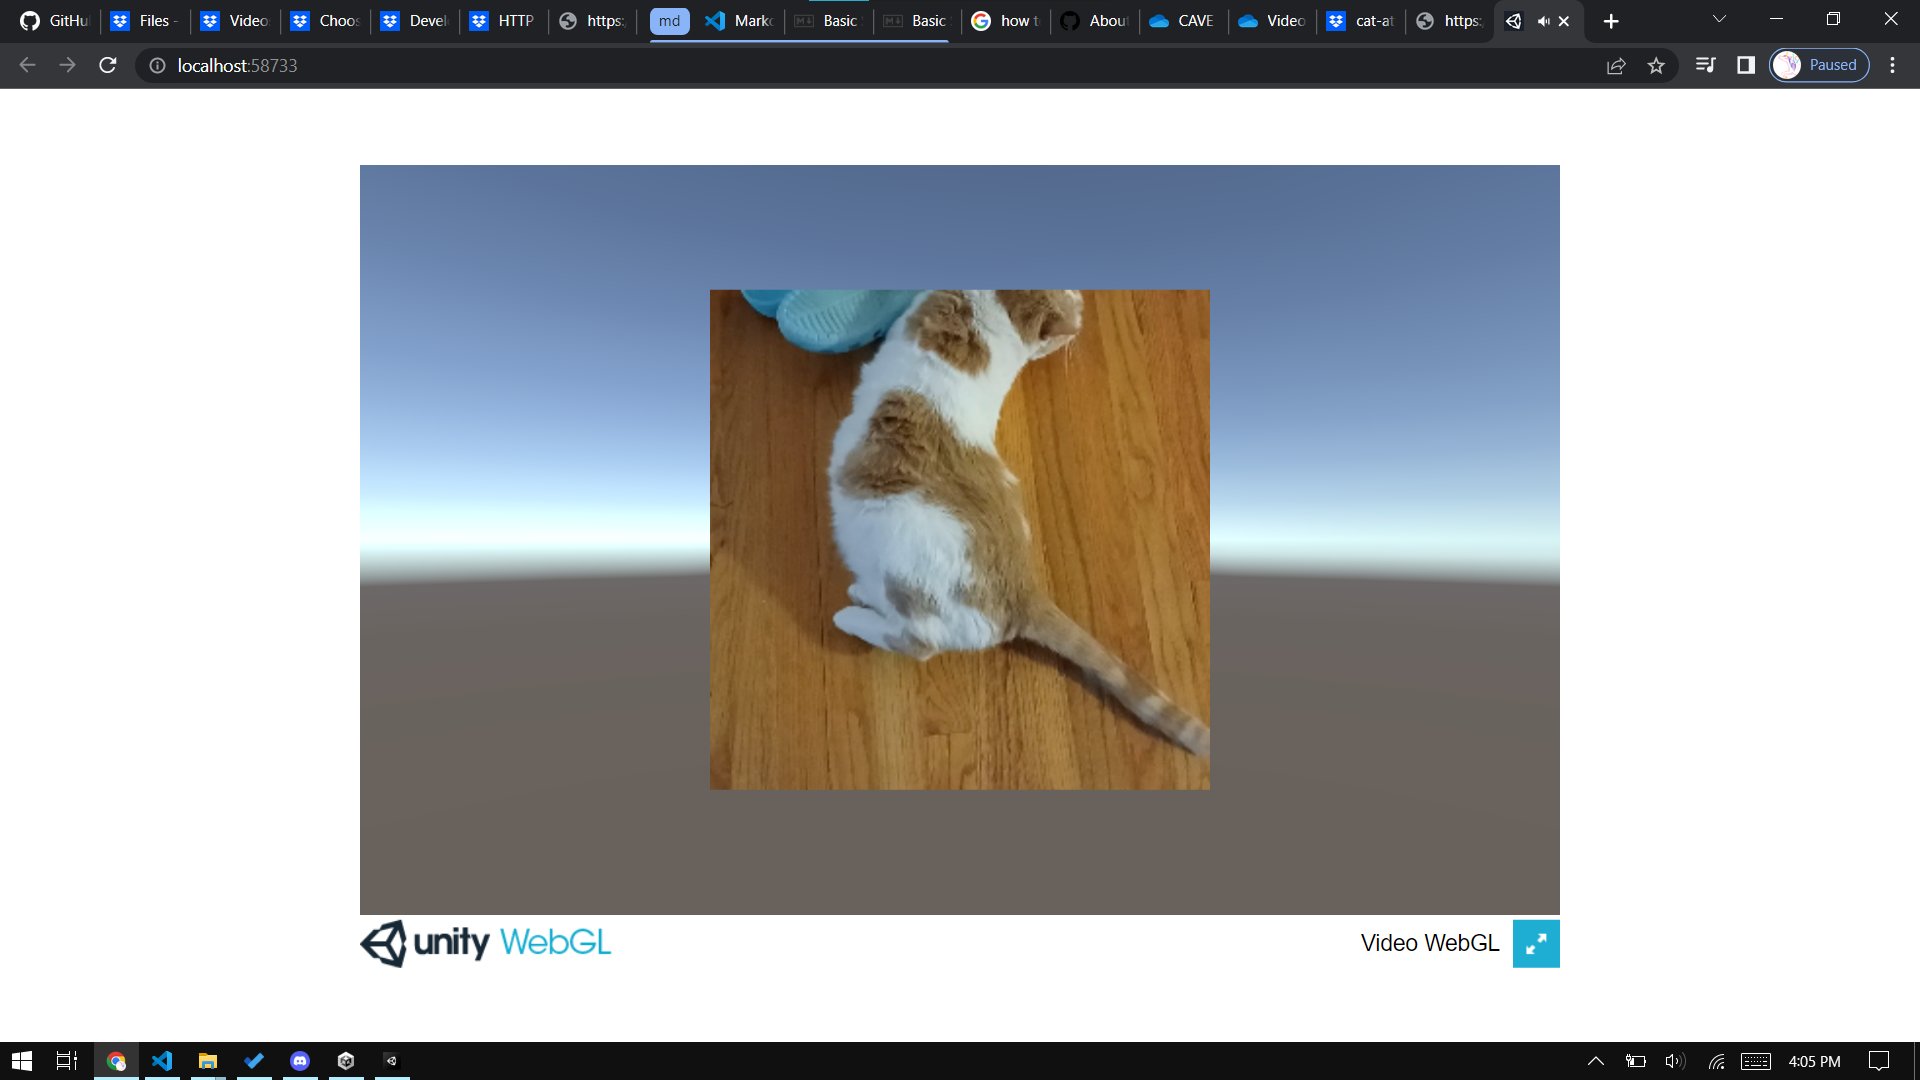 GitHu Files - Video Choos Devel HTTP https: md Marko Basic Basic how t About CAVE Video cat-at https:
localhost:58733
Paused
unity WebGL
Video WebGL
4:05 PM